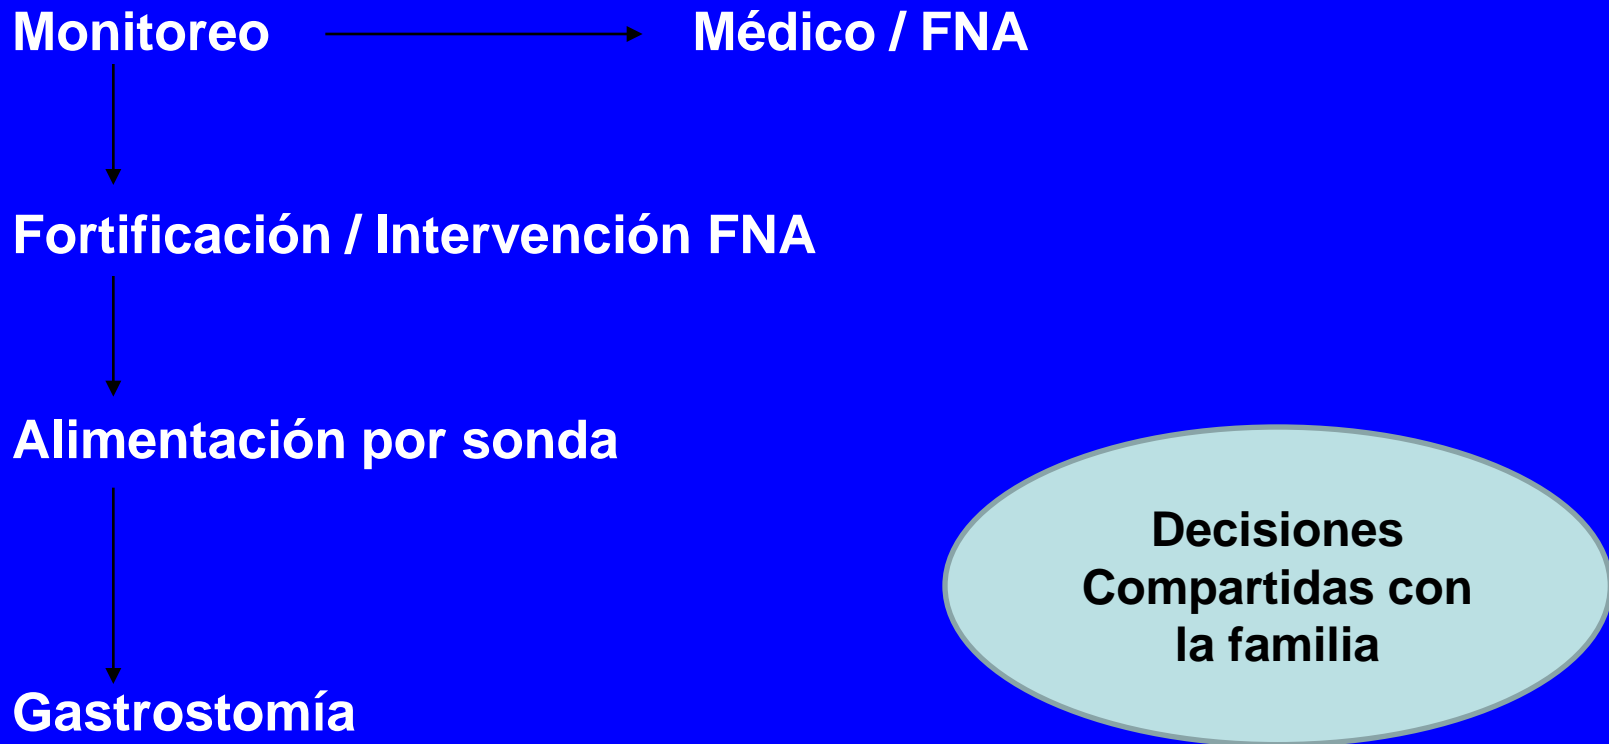 Monitoreo
Médico / FNA
Fortificación / Intervención FNA
Alimentación por sonda
Decisiones
Compartidas con
la familia
Gastrostomía